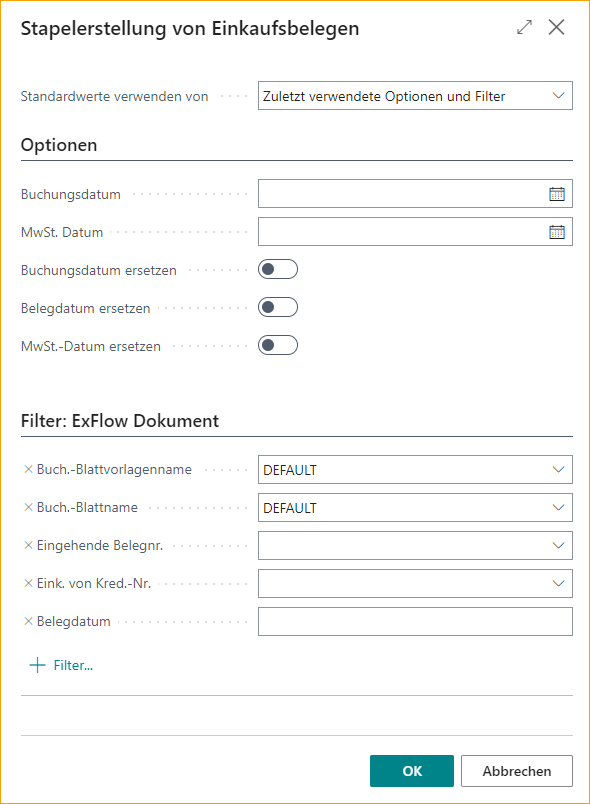 Stapelerstellung von Einkaufsbelegen
Standardwerte verwenden von Zuletzt verwendete Optionen und Filter
Optionen
Buchungsdatum
MwSt. Datum
Buchungsdatum ersetzen
Belegdatum ersetzen
MwSt.-Datum ersetzen
Filter: ExFlow Dokument
Buch.-Blattvorlagenname DEFAULT
Buch.-Blattname DEFAULT
Eingehende Belegnr.
Eink. von Kred.-Nr.
Belegdatum
Filter...
OK Abbrechen